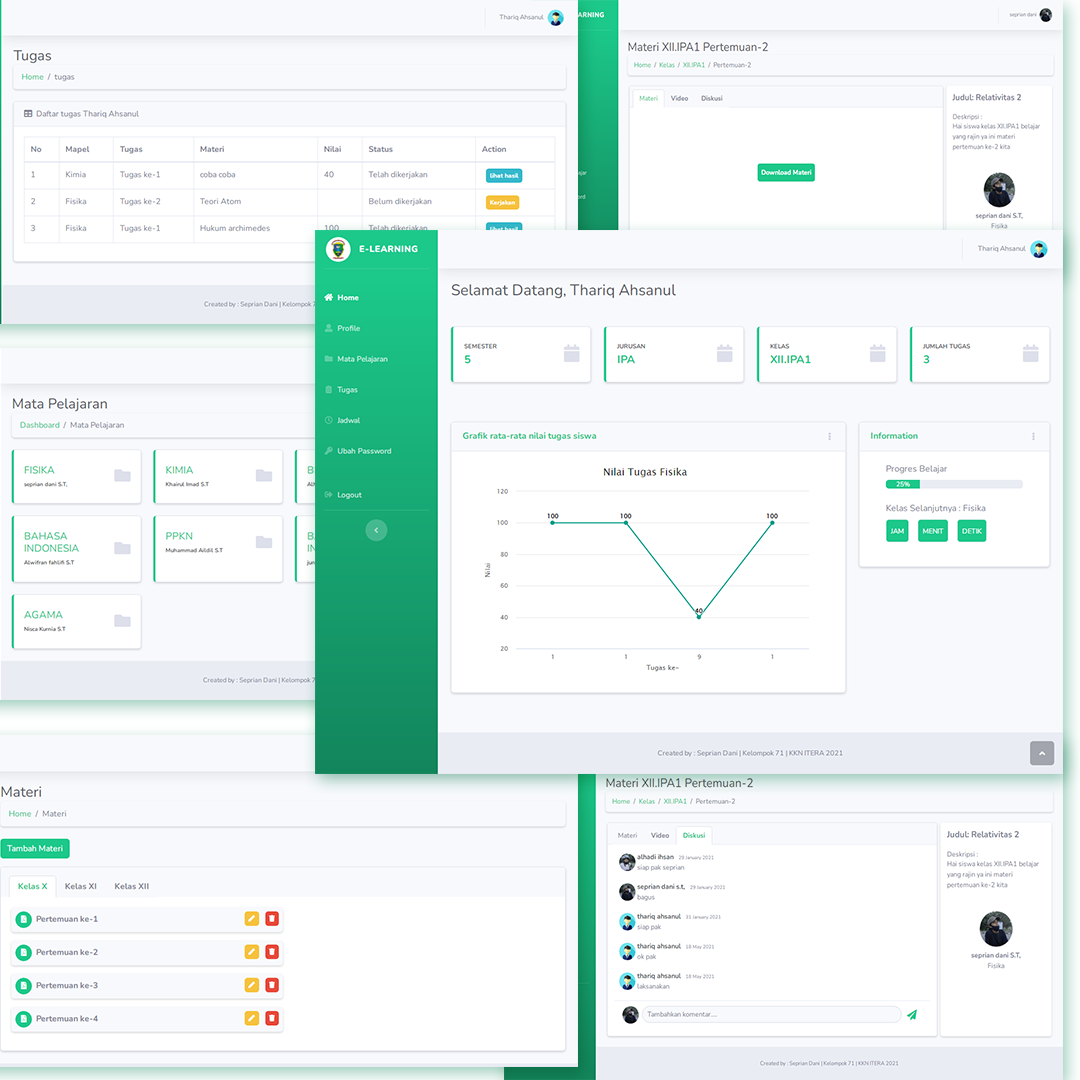 Thariq Ahsanul
Tugas
Home / tugas
Daftar tugas Thariq Ahsanul
No Mapel Tugas Materi Nilai Status Action
1 Kimia Tugas ke-1 coba coba 40 Telah dikerjakan lihat hasil
2 Fisika Tugas ke-2 Teori Atom Belum dikerjakan Kerjakan
3 Fisika Tugas ke-1 Hukum archimedes 100 Telah dikerjakan lihat hasil
Created by : Seprian Dani | Kelompok 7
ARNING
seprian dani
Materi XII.IPA1 Pertemuan-2
Home / Kelas / XII.IPA1 / Pertemuan-2
Materi Video Diskusi
Download Materi
Judul: Relativitas 2
Deskripsi :
Hai siswa kelas XII.IPA1 belajar
yang rajin ya ini materi
pertemuan ke-2 kita
seprian dani S.T,
Fisika
ajar
ord
E-LEARNING
Home
Profile
Mata Pelajaran
Tugas
Jadwal
Ubah Password
Logout
Thariq Ahsanul
Selamat Datang, Thariq Ahsanul
SEMESTER
5
JURUSAN
IPA
KELAS
XII.IPA1
JUMLAH TUGAS
3
Grafik rata-rata nilai tugas siswa
Nilai Tugas Fisika
Nilai
120
100
80
60
40
20
100 100 40 100
1 1 9 1
Tugas ke-
Information
Progres Belajar
25%
Kelas Selanjutnya : Fisika
JAM MENIT DETIK
Created by : Seprian Dani | Kelompok 71 | KKN ITERA 2021
Mata Pelajaran
Dashboard / Mata Pelajaran
FISIKA
seprian dani S.T,
KIMIA
Khairul Imad S.T
BAHASA
INDONESIA
Alwifran fahlifi S.T
PPKN
Muhammad Aildil S.T
AGAMA
Nisca Kurnia S.T
Created by : Seprian Dani | Kelompok 7
Materi
Home / Materi
Tambah Materi
Kelas X Kelas XI Kelas XII
Pertemuan ke-1
Pertemuan ke-2
Pertemuan ke-3
Pertemuan ke-4
Materi XII.IPA1 Pertemuan-2
Home / Kelas / XII.IPA1 / Pertemuan-2
Materi Video Diskusi
alhadi ihsan 29 January 2021
siap pak seprian
seprian dani s.t, 29 January 2021
bagus
thariq ahsanul 31 January 2021
siap pak
thariq ahsanul 18 May 2021
ok pak
thariq ahsanul 18 May 2021
laksanakan
Tambahkan komentar....
Judul: Relativitas 2
Deskripsi :
Hai siswa kelas XII.IPA1 belajar
yang rajin ya ini materi
pertemuan ke-2 kita
seprian dani S.T,
Fisika
Created by : Seprian Dani | Kelompok 71 | KKN ITERA 2021